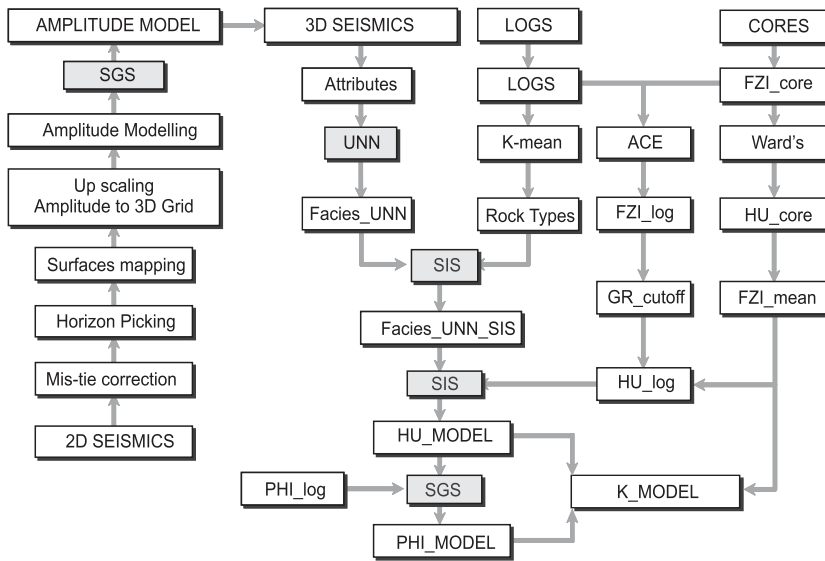 AMPLITUDE MODEL
3D SEISMICS
LOGS
CORES
SGS
Attributes
LOGS
FZI_core
Amplitude Modelling
UNN
K-mean
ACE
Ward's
Up scaling
Amplitude to 3D Grid
Facies_UNN
Rock Types
FZI_log
HU_core
Surfaces mapping
SIS
GR_cutoff
FZI_mean
Horizon Picking
Facies_UNN_SIS
Mis-tie correction
SIS
HU_log
2D SEISMICS
HU_MODEL
PHI_log
SGS
K_MODEL
PHI_MODEL